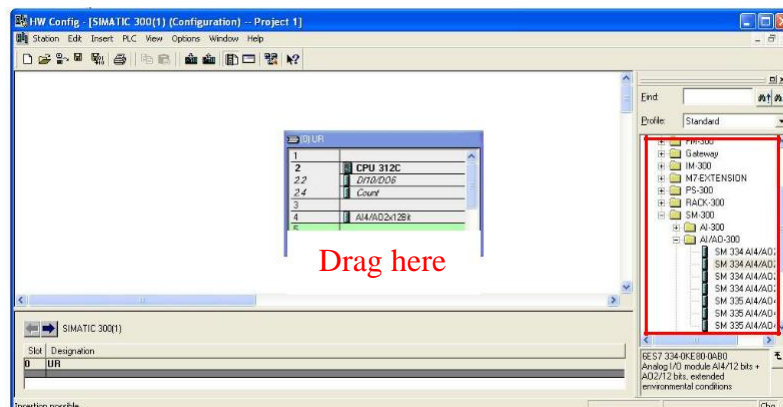 HW Config - [SIMATIC 300(1) (Configuration) -- Project 1]
Station Edit Insert PLC View Options Window Help
Find:
Profile: Standard
FM-300
Gateway
IM-300
M7-EXTENSION
PS-300
RACK-300
SM-300
AI-300
AI/AO-300
SM 334 AI4/AO2
SM 334 AI4/AO2
SM 334 AI4/AO2
SM 334 AI4/AO2
SM 335 AI4/AO4
SM 335 AI4/AO4
SM 335 AI4/AO4
(0) UR
1
2 CPU 312C
2.2 DI10/DO6
2.4 Count
3
4 AI4/AO2x12Bit
5
Drag here
SIMATIC 300(1)
Slot Designation
0 UR
6ES7 334-0KE80-0AB0
Analog I/O module AI4/12 bits +
AO2/12 bits, extended
environmental conditions
Insertion possible
Chg